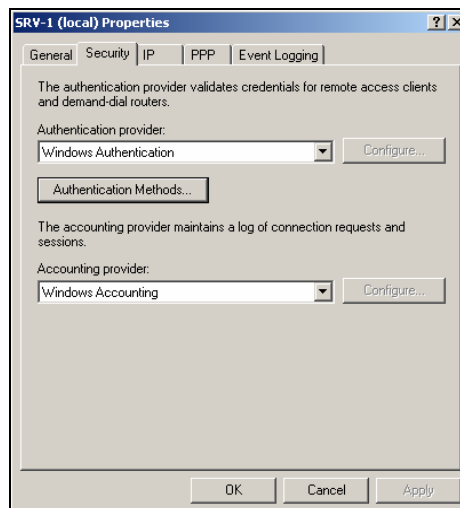 SRV-1 (local) Properties
General Security IP PPP Event Logging
The authentication provider validates credentials for remote access clients
and demand-dial routers.
Authentication provider:
Windows Authentication Configure...
Authentication Methods...
The accounting provider maintains a log of connection requests and
sessions.
Accounting provider:
Windows Accounting Configure...
OK Cancel Apply